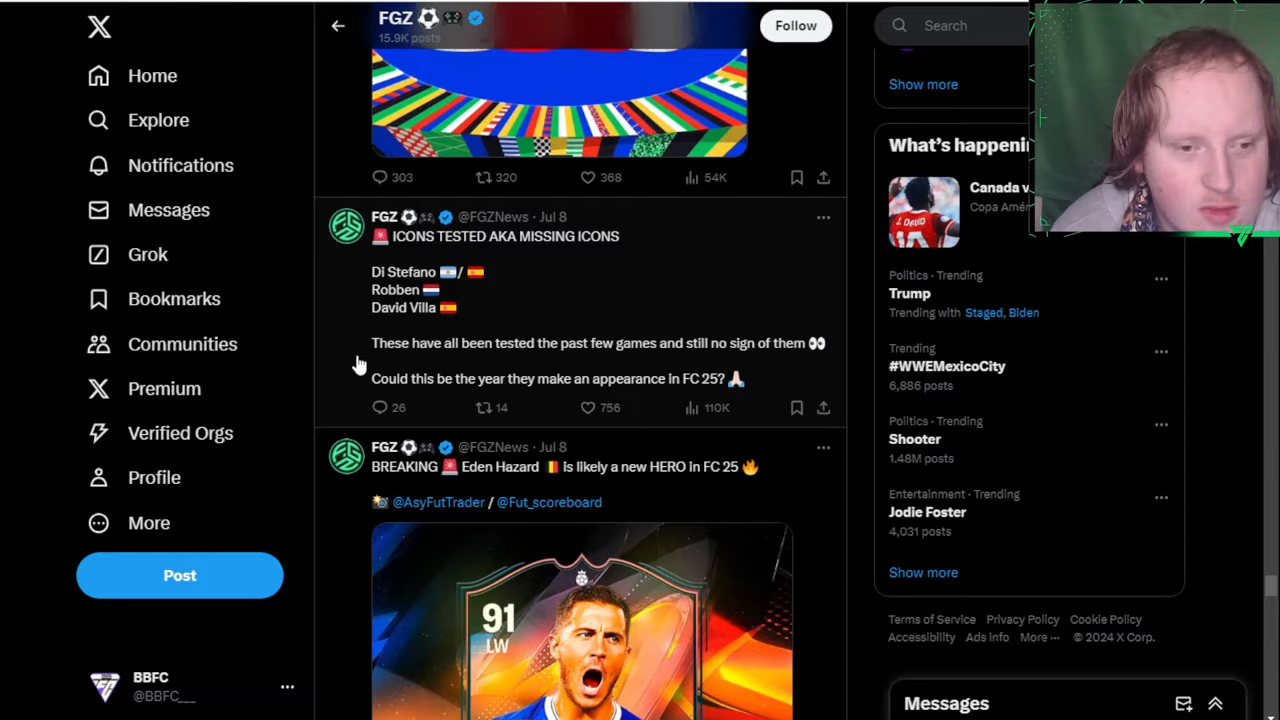 Home
Explore
Notifications
Messages
Grok
Bookmarks
Communities
Premium
Verified Orgs
Profile
More
Post
BBFC
@BBFC___
FGZ
15.9K posts
Follow
303 320 368 54K
FGZ @FGZNews · Jul 8
🚨 ICONS TESTED AKA MISSING ICONS
Di Stefano 🇦🇷/ 🇪🇸
Robben 🇳🇱
David Villa 🇪🇸
These have all been tested the past few games and still no sign of them 👀
Could this be the year they make an appearance in FC 25? 🙏🏻
26 14 756 110K
FGZ @FGZNews · Jul 8
BREAKING 🚨 Eden Hazard 🇧🇪 is likely a new HERO in FC 25 🔥
📸 @AsyFutTrader / @Fut_scoreboard
91
LW
Search
Show more
What's happeni
Canada v
Copa Amér
J. DAVID
10
Politics · Trending
Trump
Trending with Staged, Biden
Trending
#WWEMexicoCity
6,886 posts
Politics · Trending
Shooter
1.48M posts
Entertainment · Trending
Jodie Foster
4,031 posts
Show more
Terms of Service Privacy Policy Cookie Policy
Accessibility Ads info More ··· © 2024 X Corp.
Messages